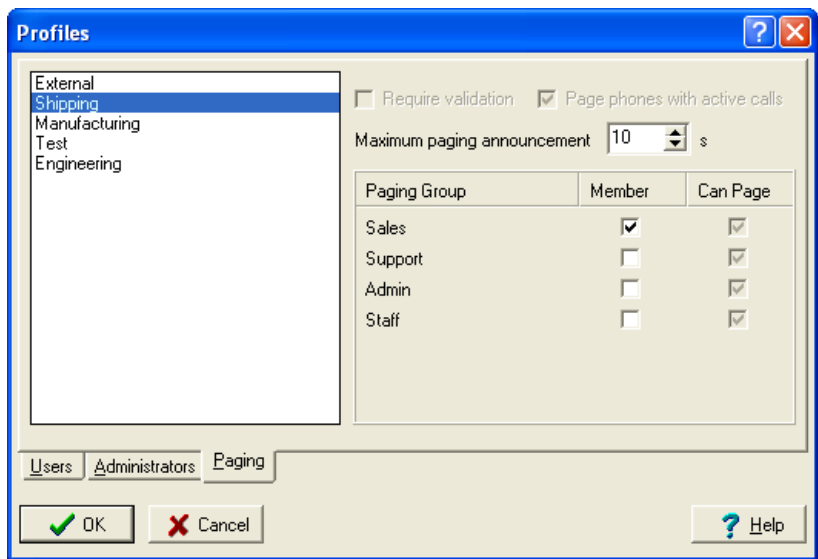 Profiles
External
Shipping
Manufacturing
Test
Engineering
Require validation Page phones with active calls
Maximum paging announcement 10 s
Paging Group Member Can Page
Sales
Support
Admin
Staff
Users Administrators Paging
OK Cancel ? Help